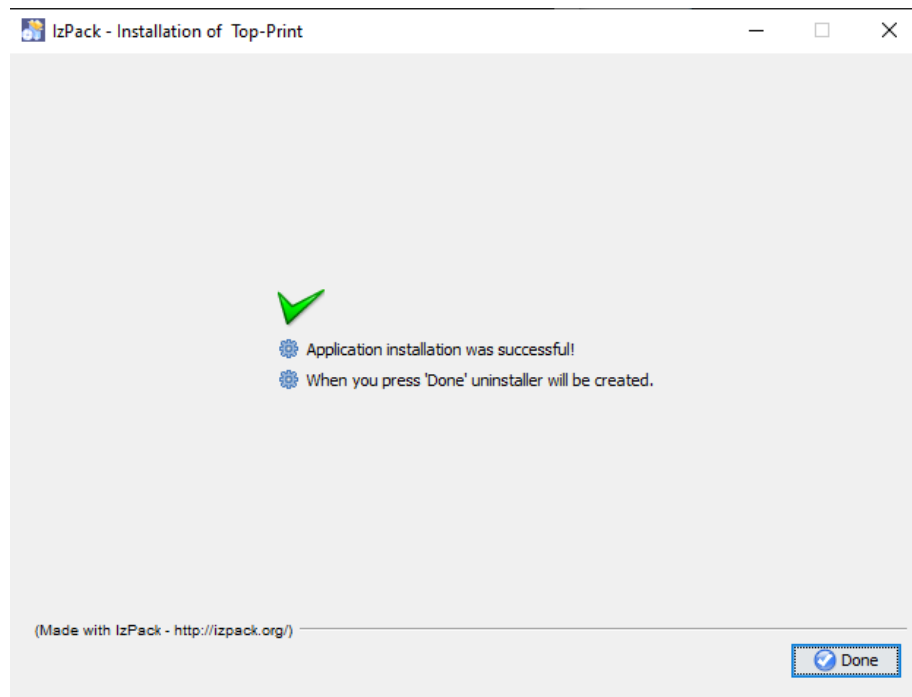 IzPack - Installation of  Top-Print
Application installation was successful!
When you press 'Done' uninstaller will be created.
(Made with IzPack - http://izpack.org/)
Done